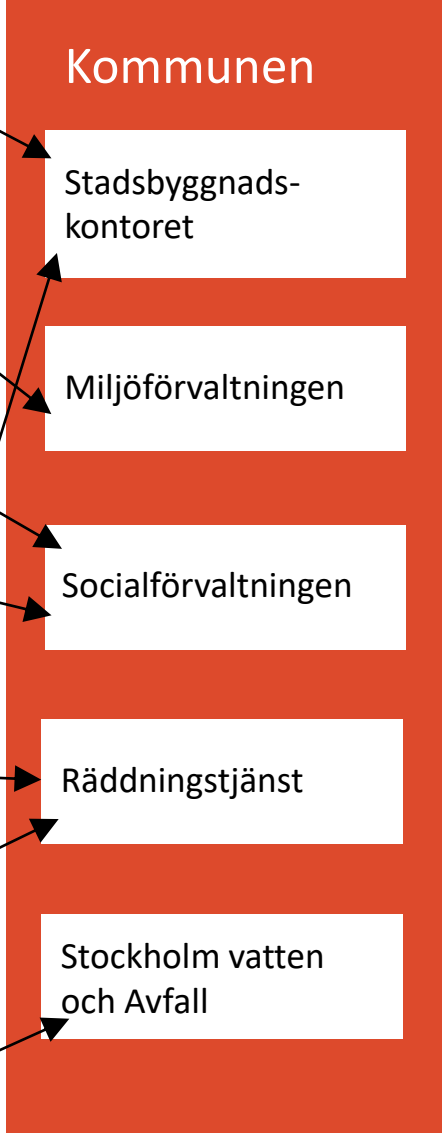 Kommunen
Stadsbyggnads-
kontoret
Miljöförvaltningen
Socialförvaltningen
Räddningstjänst
Stockholm vatten
och Avfall